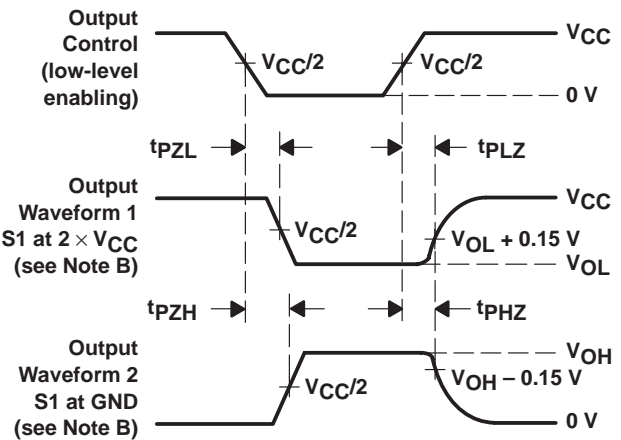 Output
Control
(low-level
enabling)
VCC
VCC/2
VCC/2
0 V
tPZL
tPLZ
Output
Waveform 1
S1 at 2 × VCC
(see Note B)
VCC
VCC/2
VOL + 0.15 V
VOL
tPZH
tPHZ
Output
Waveform 2
S1 at GND
(see Note B)
VOH
VCC/2
VOH – 0.15 V
0 V